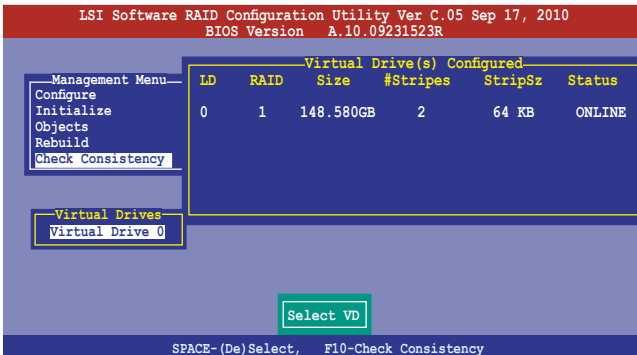 LSI Software RAID Configuration Utility Ver C.05 Sep 17, 2010
BIOS Version A.10.09231523R
Virtual Drive(s) Configured
LD RAID Size #Stripes StripSz Status
0 1 148.580GB 2 64 KB ONLINE
Management Menu
Configure
Initialize
Objects
Rebuild
Check Consistency
Virtual Drives
Virtual Drive 0
Select VD
SPACE-(De)Select, F10-Check Consistency